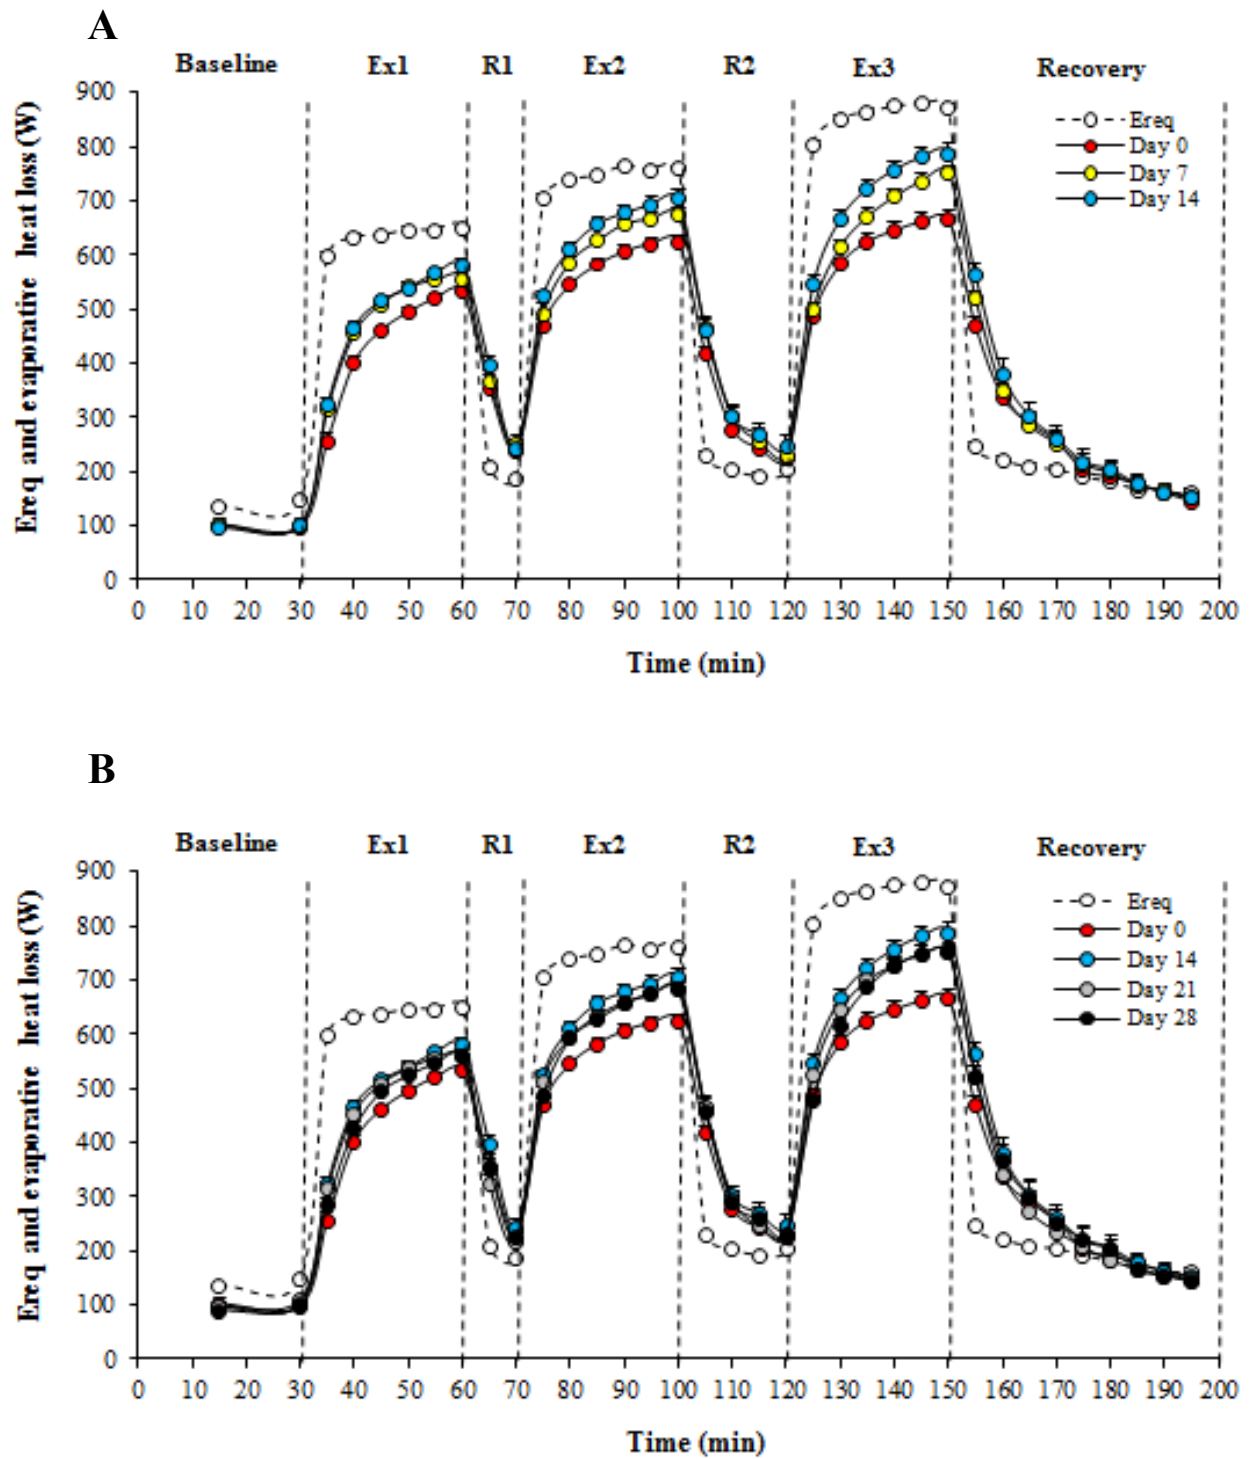 A
Baseline Ex1 R1 Ex2 R2 Ex3 Recovery
Ereq and evaporative heat loss (W)
900
800
700
600
500
400
300
200
100
0
Ereq
Day 0
Day 7
Day 14
0 10 20 30 40 50 60 70 80 90 100 110 120 130 140 150 160 170 180 190 200
Time (min)
B
Baseline Ex1 R1 Ex2 R2 Ex3 Recovery
Ereq and evaporative heat loss (W)
900
800
700
600
500
400
300
200
100
0
Ereq
Day 0
Day 14
Day 21
Day 28
0 10 20 30 40 50 60 70 80 90 100 110 120 130 140 150 160 170 180 190 200
Time (min)